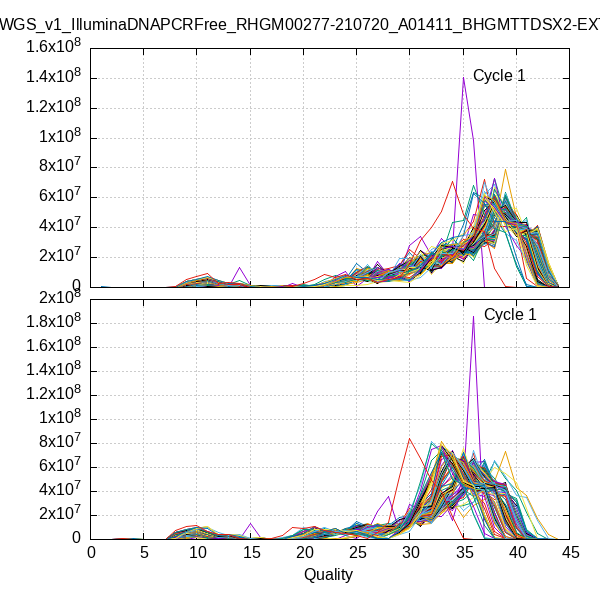 WGS_v1_IlluminaDNAPCRFree_RHGM00277-210720_A01411_BHGMTTDSX2-EXT
1.6x10^8
1.4x10^8
1.2x10^8
1x10^8
8x10^7
6x10^7
4x10^7
2x10^7
0
Cycle 1
2x10^8
1.8x10^8
1.6x10^8
1.4x10^8
1.2x10^8
1x10^8
8x10^7
6x10^7
4x10^7
2x10^7
0
Cycle 1
0 5 10 15 20 25 30 35 40 45
Quality